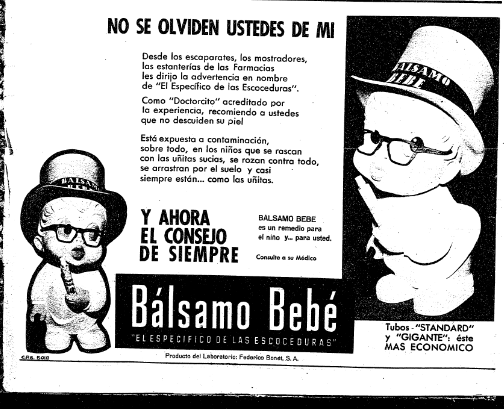 NO SE OLVIDEN USTEDES DE MI
Desde los escaparates, los mostradores,
las estanterías de las Farmacias
les dirijo la advertencia en nombre
de "El Específico de las Escoceduras".
Como "Doctorcito" acreditado por
la experiencia, recomiendo a ustedes
que no descuiden su piel
Está expuesta a contaminación,
sobre todo, en los niños que se rascan
con las uñitas sucias, se rozan contra todo,
se arrastran por el suelo y casi
siempre están... como las uñitas.
BALSAMO
BEBE
BALSAMO
BEBE
Y AHORA
EL CONSEJO
DE SIEMPRE
BALSAMO BEBE
es un remedio para
el niño y... para usted.
Consulte a su Médico
Bálsamo Bebé
"EL ESPECIFICO DE LAS ESCOCEDURAS"
Tubos - "STANDARD"
y "GIGANTE": éste
MAS ECONOMICO
Producto del Laboratorio: Federico Bonet, S. A.